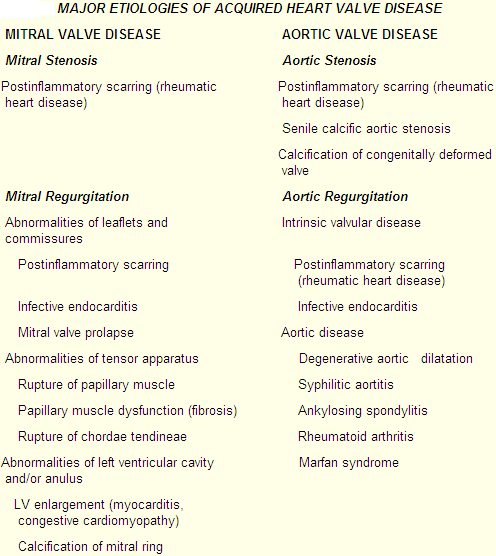 MAJOR ETIOLOGIES OF ACQUIRED HEART VALVE DISEASE
MITRAL VALVE DISEASE
Mitral Stenosis
Postinflammatory scarring (rheumatic
heart disease)
Mitral Regurgitation
Abnormalities of leaflets and
commissures
Postinflammatory scarring
Infective endocarditis
Mitral valve prolapse
Abnormalities of tensor apparatus
Rupture of papillary muscle
Papillary muscle dysfunction (fibrosis)
Rupture of chordae tendineae
Abnormalities of left ventricular cavity
and/or anulus
LV enlargement (myocarditis,
congestive cardiomyopathy)
Calcification of mitral ring
AORTIC VALVE DISEASE
Aortic Stenosis
Postinflammatory scarring (rheumatic
heart disease)
Senile calcific aortic stenosis
Calcification of congenitally deformed
valve
Aortic Regurgitation
Intrinsic valvular disease
Postinflammatory scarring
(rheumatic heart disease)
Infective endocarditis
Aortic disease
Degenerative aortic dilatation
Syphilitic aortitis
Ankylosing spondylitis
Rheumatoid arthritis
Marfan syndrome